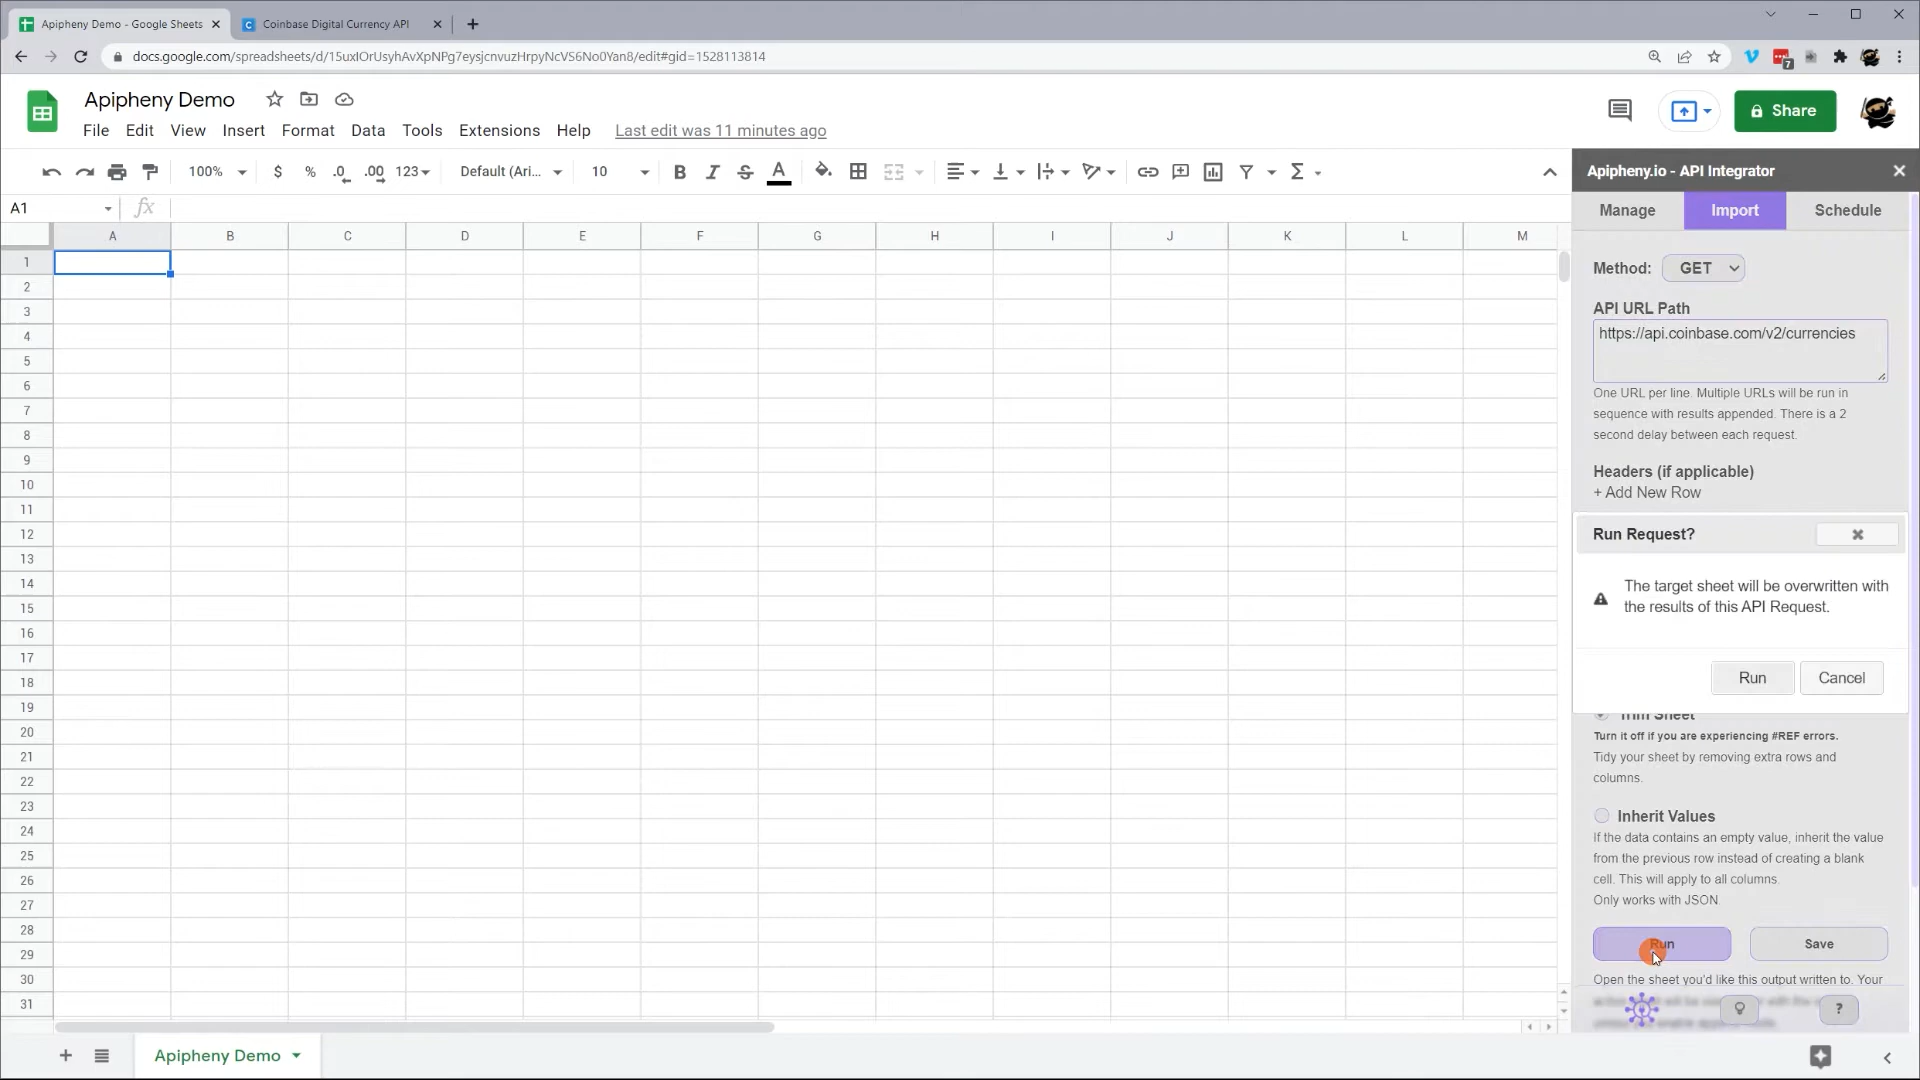 Apipheny Demo - Google Sheets
Coinbase Digital Currency API
docs.google.com/spreadsheets/d/15uxIOrUsyhAvXpNPg7eysjcnvuzHrpyNcVS6No0Yan8/edit#gid=1528113814
7
Apipheny Demo
Share
File Edit View Insert Format Data Tools Extensions Help Last edit was 11 minutes ago
100% $ % .0 .00 123 Default (Ari... 10 B I S A Σ
Apipheny.io - API Integrator
A1 fx
Manage Import Schedule
A B C D E F G H I J K L M
1
2
3
4
5
6
7
8
9
10
11
12
13
14
15
16
17
18
19
20
21
22
23
24
25
26
27
28
29
30
31
Method: GET
API URL Path
https://api.coinbase.com/v2/currencies
One URL per line. Multiple URLs will be run in
sequence with results appended. There is a 2
second delay between each request.
Headers (if applicable)
+ Add New Row
Run Request?
The target sheet will be overwritten with
the results of this API Request.
Run Cancel
Trim Sheet
Turn it off if you are experiencing #REF errors.
Tidy your sheet by removing extra rows and
columns.
Inherit Values
If the data contains an empty value, inherit the value
from the previous row instead of creating a blank
cell. This will apply to all columns.
Only works with JSON.
Run Save
Open the sheet you'd like this output written to. Your
?
Apipheny Demo